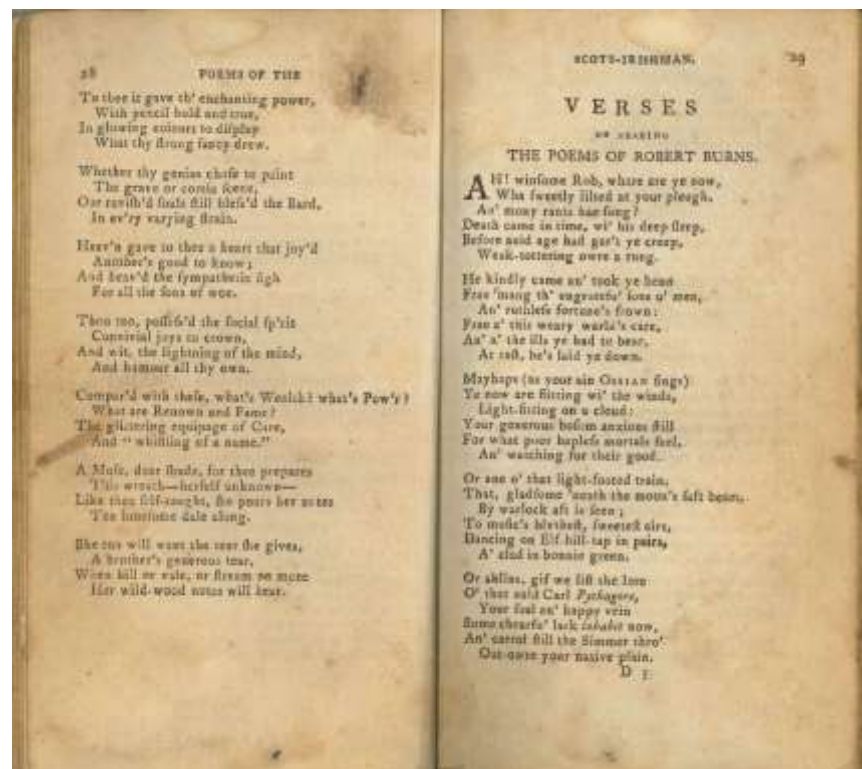 28 POEMS OF THE
To thee it gave th' enchanting power,
With pencil bold and true,
In glowing colours to display
What thy strong fancy drew.
Whether thy genius chose to paint
The grave or comic scene,
Our ravish'd souls still bless'd the Bard,
In ev'ry varying strain.
Heav'n gave to thee a heart that joy'd
Another's good to know;
And heav'd the sympathetic sigh
For all the sons of woe.
Thou too, possess'd the social sp'rit
Convivial joys to crown,
And wit, the lightning of the mind,
And humour all thy own.
Compar'd with these, what's Wealth? what's Pow'r?
What are Renown and Fame?
The glittering equipage of Care,
And "whistling of a name."
A Muse, dear shade, for thee prepares
This wreath—herself unknown—
Like thee self-taught, she pours her notes
The lonesome dale along.
She will want the tear she gives,
A brother's generous tear,
When hill or vale, or stream no more
Her wild-wood notes will hear.
SCOTS-IRISHMAN. 29
VERSES
ON READING
THE POEMS OF ROBERT BURNS.
AH! winsome Rob, whare are ye now,
Wha sweetly lilted at your pleugh,
An' mony rants hae sung?
Death came in time, wi' his deep sleep,
Before auld age had gar't ye creep,
Weak-tottering owre a rung.
He kindly came an' took ye hence
Frae 'mang th' ungratefu' sons o' men,
An' ruthless fortune's frown:
Frae a' this weary warld's care,
An' a' the ills ye had to bear,
At rest, he's laid ye down.
Mayhaps (as your ain OSSIAN sings)
Ye now are flitting wi' the winds,
Light-sitting on a cloud:
Your generous bosom anxious still
For what poor hapless mortals feel,
An' watching for their good.
Or ane o' that light-footed train,
That, gladsome 'neath the moon's saft beam,
By warlock aft is seen;
To music's blythest, sweetest airs,
Dancing on Elf hill-tap in pairs,
A' clad in bonnie green.
Or ablins, gif we list the lore
O' that auld Carl Pythagore,
Your saul an' happy vein
Some chearfu' lark inhabit now,
An' carrol still the Simmer thro'
Out-owre your native plain.
D